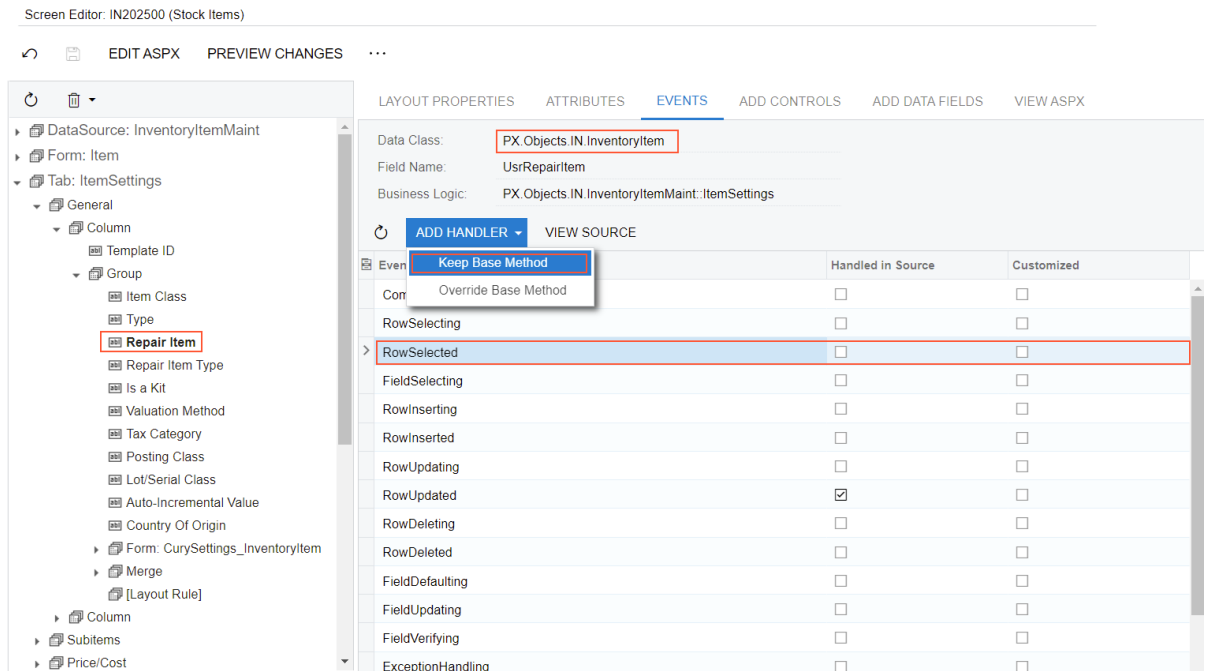 Screen Editor: IN202500 (Stock Items)
EDIT ASPX PREVIEW CHANGES ...
DataSource: InventoryItemMaint
Form: Item
Tab: ItemSettings
General
Column
Template ID
Group
Item Class
Type
Repair Item
Repair Item Type
Is a Kit
Valuation Method
Tax Category
Posting Class
Lot/Serial Class
Auto-Incremental Value
Country Of Origin
Form: CurySettings_InventoryItem
Merge
[Layout Rule]
Column
Subitems
Price/Cost
LAYOUT PROPERTIES ATTRIBUTES EVENTS ADD CONTROLS ADD DATA FIELDS VIEW ASPX
Data Class: PX.Objects.IN.InventoryItem
Field Name: UsrRepairItem
Business Logic: PX.Objects.IN.InventoryItemMaint::ItemSettings
ADD HANDLER VIEW SOURCE
Keep Base Method
Override Base Method
Even Handled in Source Customized
Com
RowSelecting
RowSelected
FieldSelecting
RowInserting
RowInserted
RowUpdating
RowUpdated
RowDeleting
RowDeleted
FieldDefaulting
FieldUpdating
FieldVerifying
ExceptionHandling